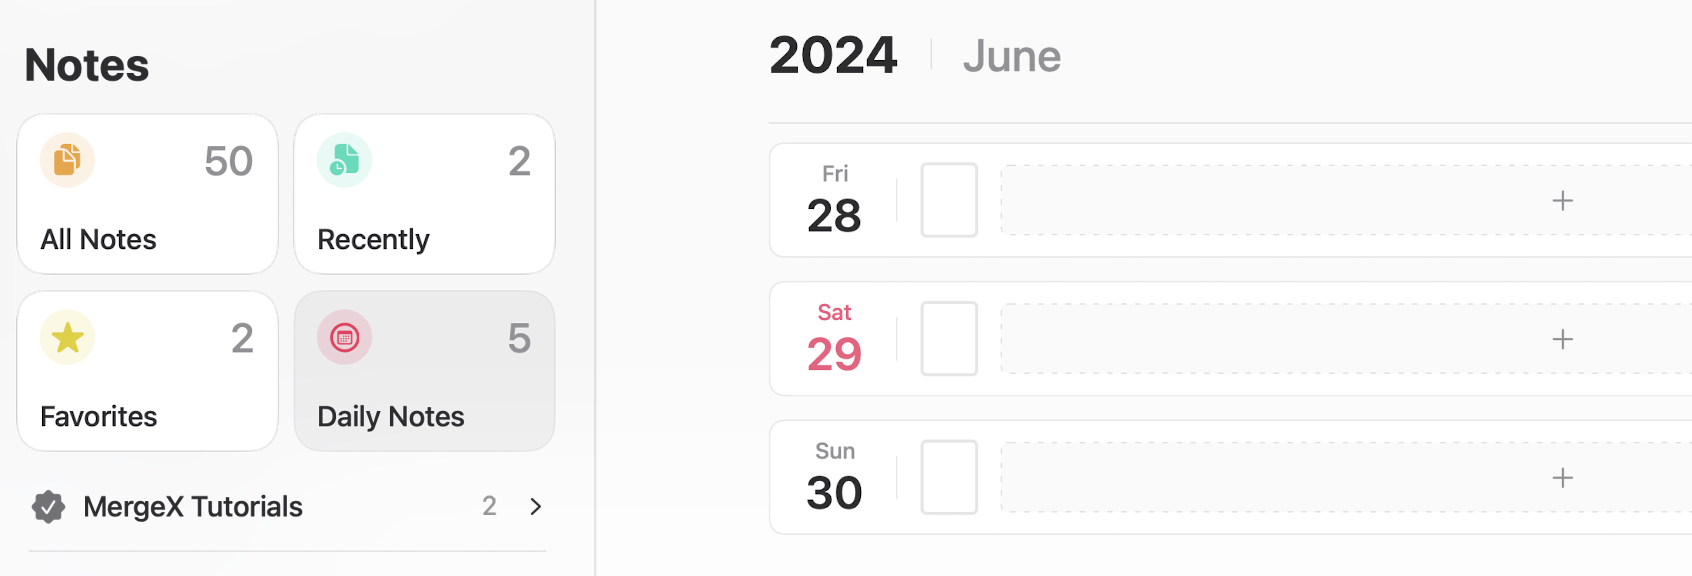 Notes
50
All Notes
2
Recently
2
Favorites
5
Daily Notes
MergeX Tutorials 2
2024 June
Fri
28
Sat
29
Sun
30